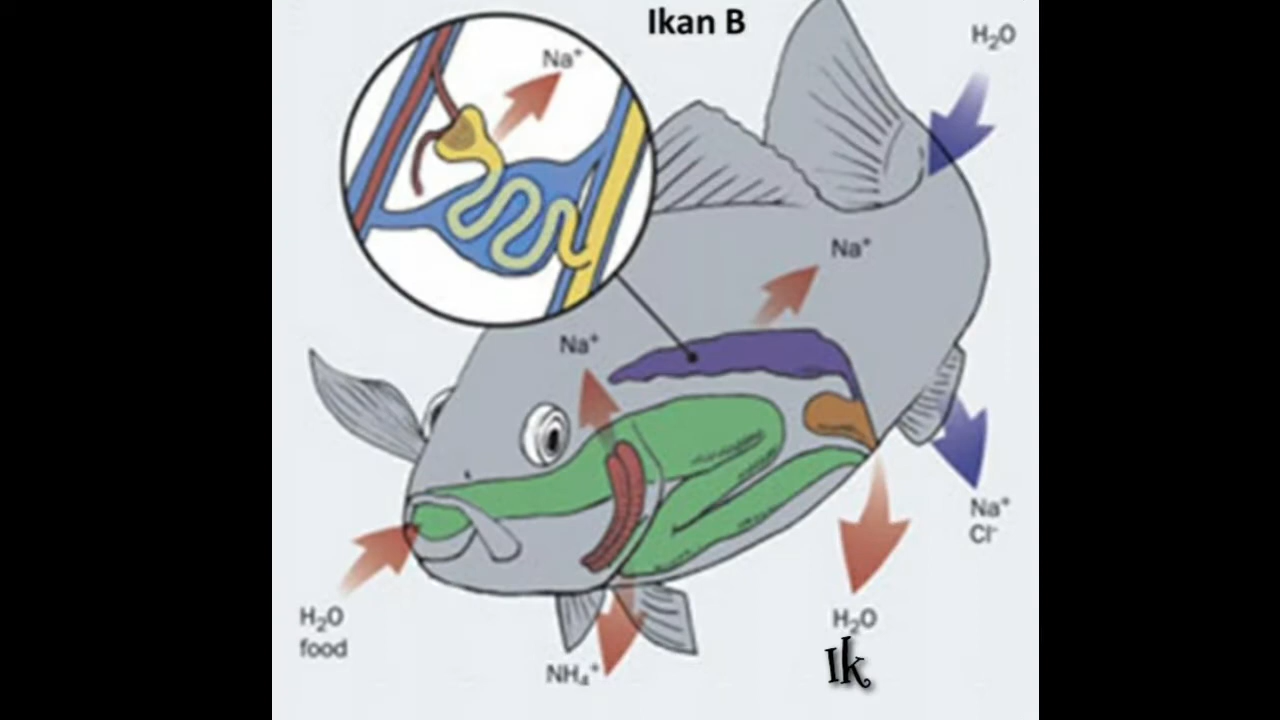 Ikan B
H₂O
Na⁺
Na⁺
Na⁺
Na⁺
Cl⁻
H₂O
food
H₂O
NH₄⁺
Ik